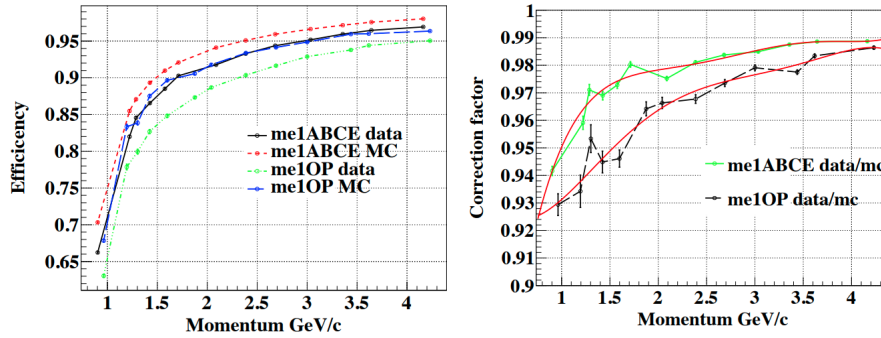 0.95
0.9
0.85
0.8
0.75
0.7
0.65
Efficicency
me1ABCE data
me1ABCE MC
me1OP data
me1OP MC
1 1.5 2 2.5 3 3.5 4
Momentum GeV/c
1
0.99
0.98
0.97
0.96
0.95
0.94
0.93
0.92
0.91
0.9
Correction factor
me1ABCE data/mc
me1OP data/mc
1 1.5 2 2.5 3 3.5 4
Momentum GeV/c